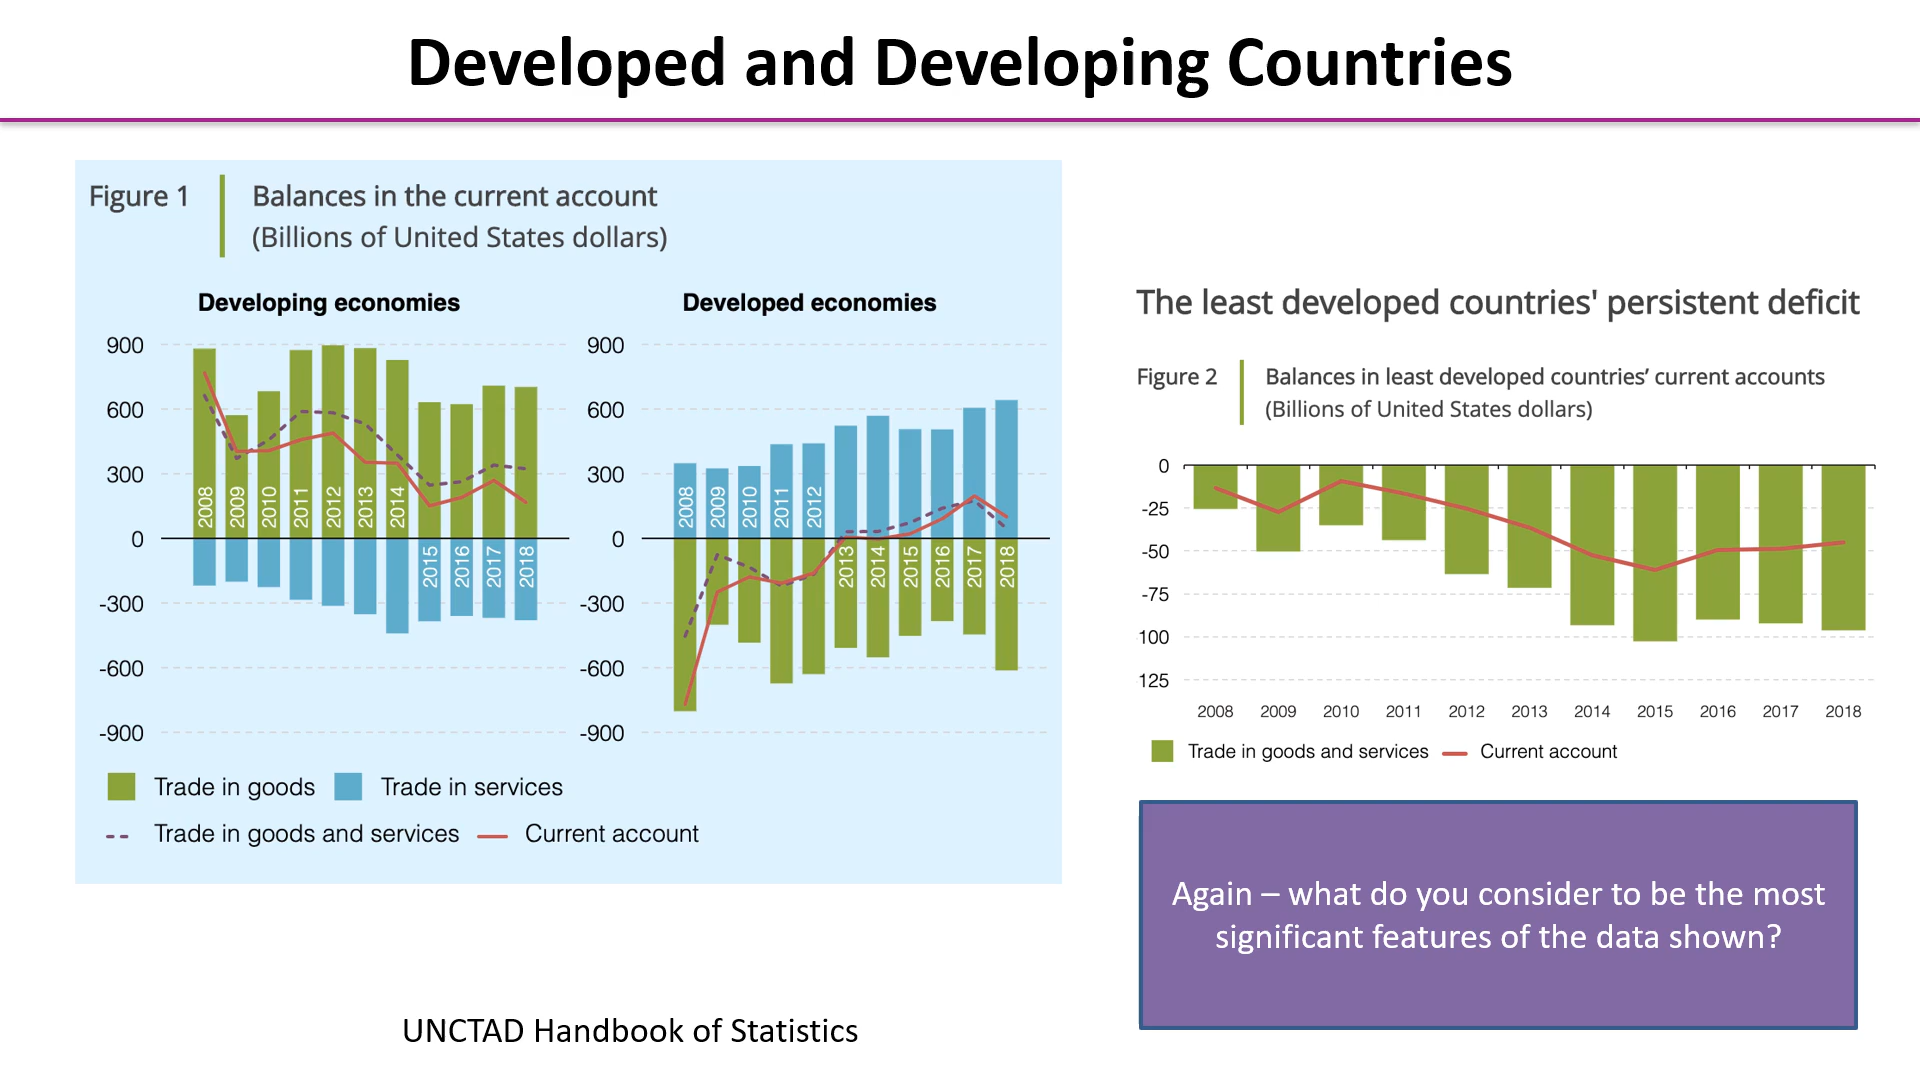 Developed and Developing Countries
Figure 1
Balances in the current account
(Billions of United States dollars)
Developing economies
900
600
300
0
-300
-600
-900
2008
2009
2010
2011
2012
2013
2014
2015
2016
2017
2018
Developed economies
900
600
300
0
-300
-600
-900
2008
2009
2010
2011
2012
2013
2014
2015
2016
2017
2018
Trade in goods
Trade in services
Trade in goods and services
Current account
The least developed countries' persistent deficit
Figure 2
Balances in least developed countries’ current accounts
(Billions of United States dollars)
0
-25
-50
-75
100
125
2008 2009 2010 2011 2012 2013 2014 2015 2016 2017 2018
Trade in goods and services
Current account
Again – what do you consider to be the most
significant features of the data shown?
UNCTAD Handbook of Statistics